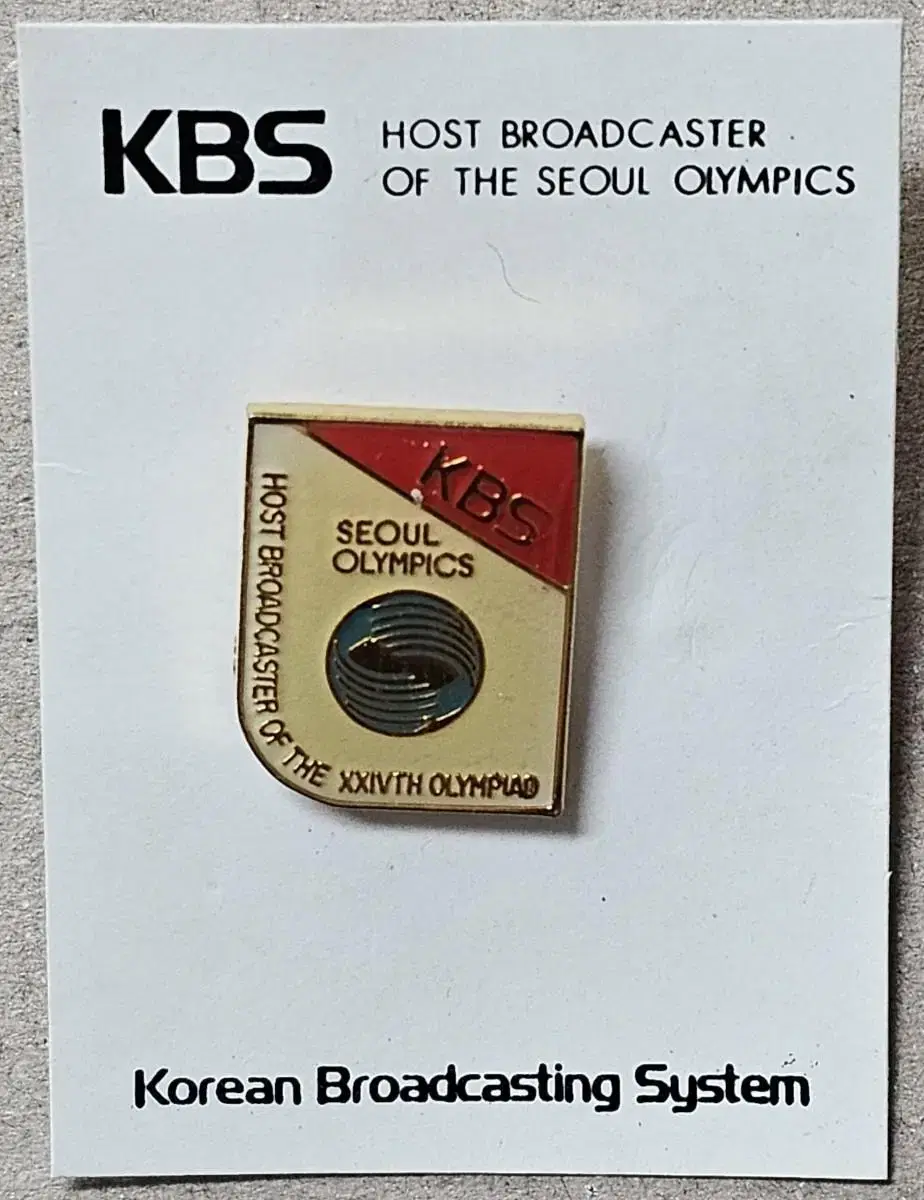 KBS
HOST BROADCASTER
OF THE SEOUL OLYMPICS
KBS
SEOUL
OLYMPICS
HOST BROADCASTER OF THE XXIVTH OLYMPIAD
Korean Broadcasting System